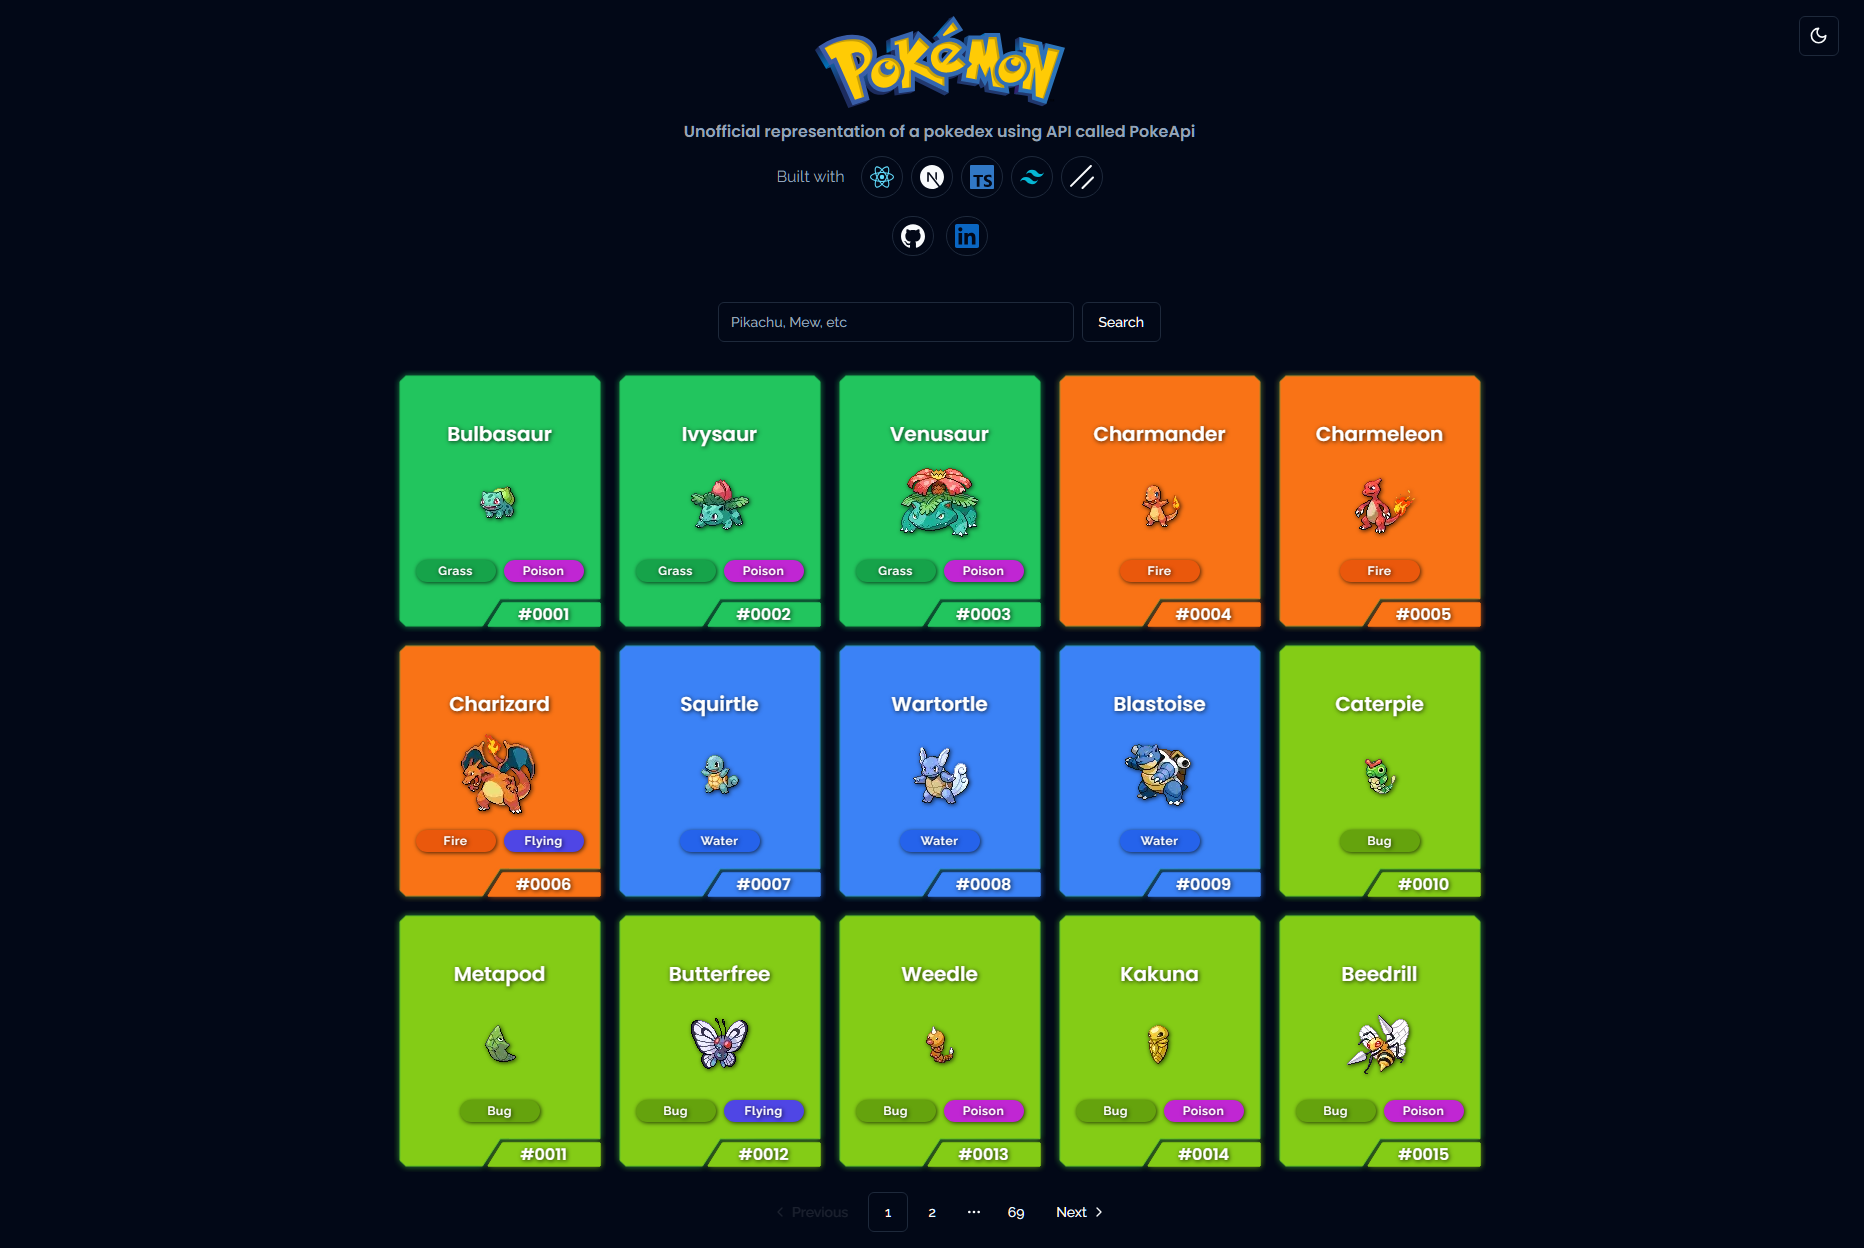 POKéMON
Unofficial representation of a pokedex using API called PokeApi
Built with N TS
in
Pikachu, Mew, etc Search
Bulbasaur Ivysaur Venusaur Charmander Charmeleon
Grass Poison Grass Poison Grass Poison Fire Fire
#0001 #0002 #0003 #0004 #0005
Charizard Squirtle Wartortle Blastoise Caterpie
Fire Flying Water Water Water Bug
#0006 #0007 #0008 #0009 #0010
Metapod Butterfree Weedle Kakuna Beedrill
Bug Bug Flying Bug Poison Bug Poison Bug Poison
#0011 #0012 #0013 #0014 #0015
Previous 1 2 ··· 69 Next